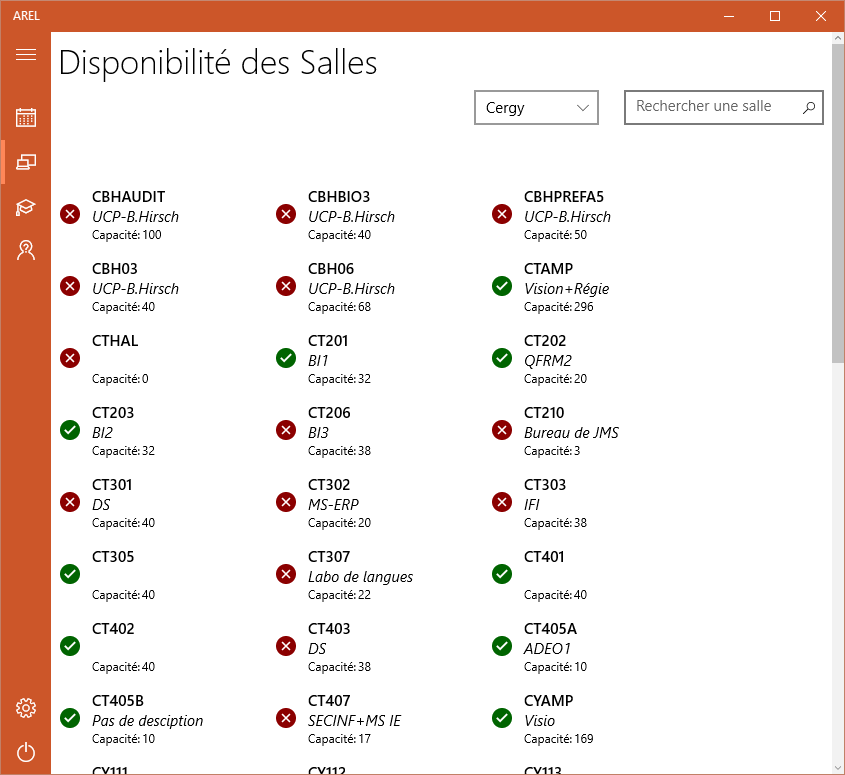 AREL
Disponibilité des Salles
Cergy
Rechercher une salle
CBHAUDIT
UCP-B.Hirsch
Capacité: 100
CBHBIO3
UCP-B.Hirsch
Capacité: 40
CBHPREFA5
UCP-B.Hirsch
Capacité: 50
CBH03
UCP-B.Hirsch
Capacité: 40
CBH06
UCP-B.Hirsch
Capacité: 68
CTAMP
Vision+Régie
Capacité: 296
CTHAL
Capacité: 0
CT201
BI1
Capacité: 32
CT202
QFRM2
Capacité: 20
CT203
BI2
Capacité: 32
CT206
BI3
Capacité: 38
CT210
Bureau de JMS
Capacité: 3
CT301
DS
Capacité: 40
CT302
MS-ERP
Capacité: 20
CT303
IFI
Capacité: 38
CT305
Capacité: 40
CT307
Labo de langues
Capacité: 22
CT401
Capacité: 40
CT402
Capacité: 40
CT403
DS
Capacité: 38
CT405A
ADEO1
Capacité: 10
CT405B
Pas de desciption
Capacité: 10
CT407
SECINF+MS IE
Capacité: 17
CYAMP
Visio
Capacité: 169
CY111
CY112
CY113